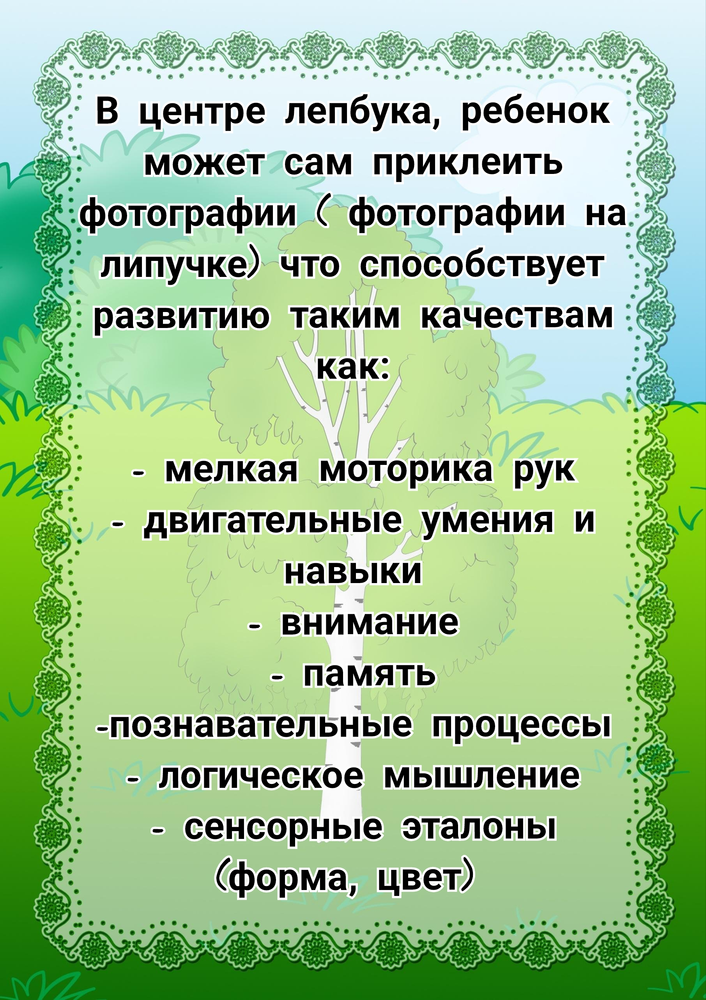 В центре лепбука, ребенок
может сам приклеить
фотографии ( фотографии на
липучке) что способствует
развитию таким качествам
как:
- мелкая моторика рук
- двигательные умения и
навыки
- внимание
- память
-познавательные процессы
- логическое мышление
- сенсорные эталоны
(форма, цвет)